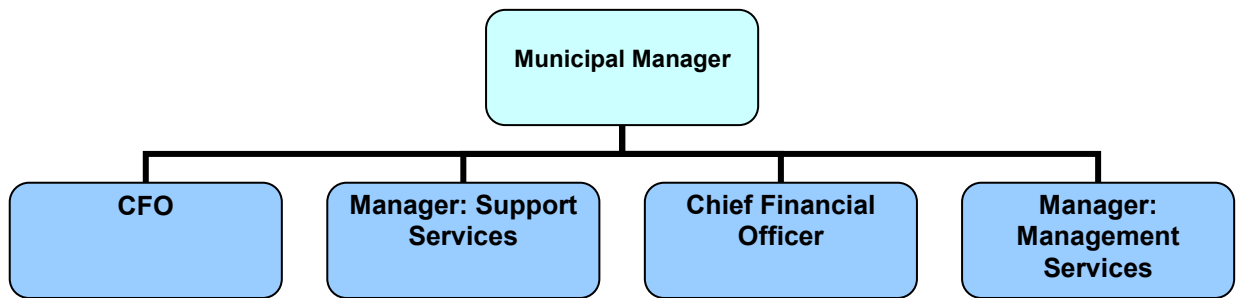 Municipal Manager
CFO
Manager: Support
Services
Chief Financial
Officer
Manager:
Management
Services